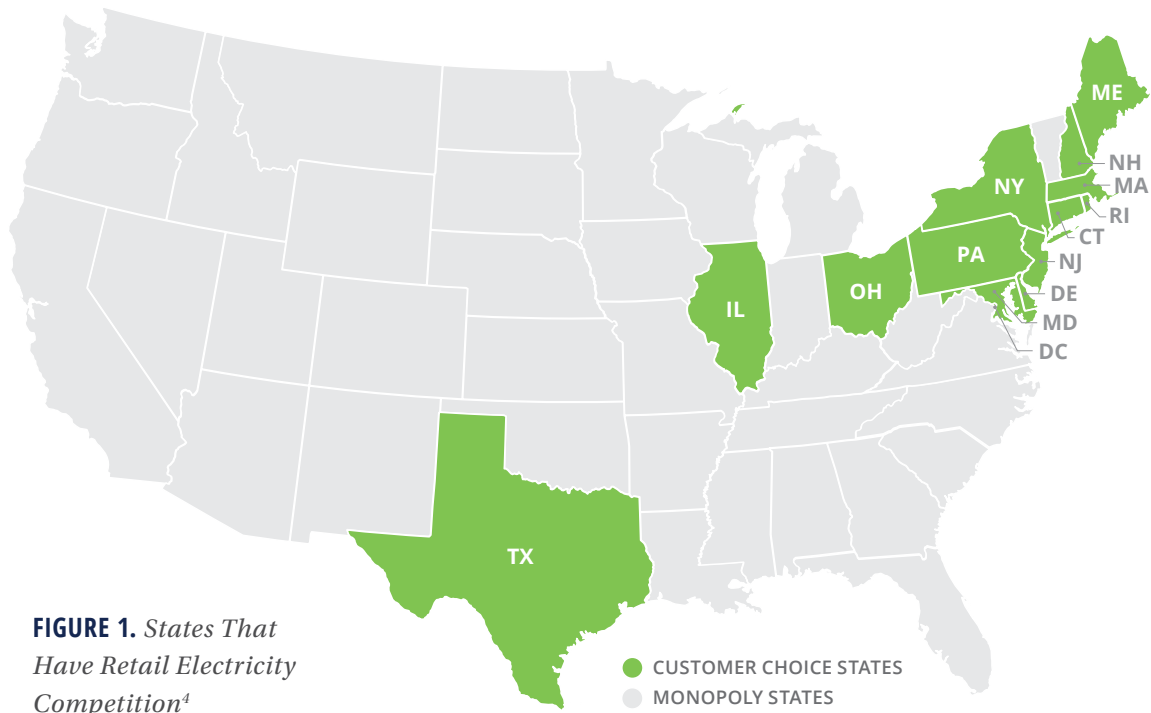 ME
NH
NY
MA
RI
CT
PA
NJ
OH
DE
IL
MD
DC
TX
FIGURE 1. States That
Have Retail Electricity
Competition⁴
CUSTOMER CHOICE STATES
MONOPOLY STATES